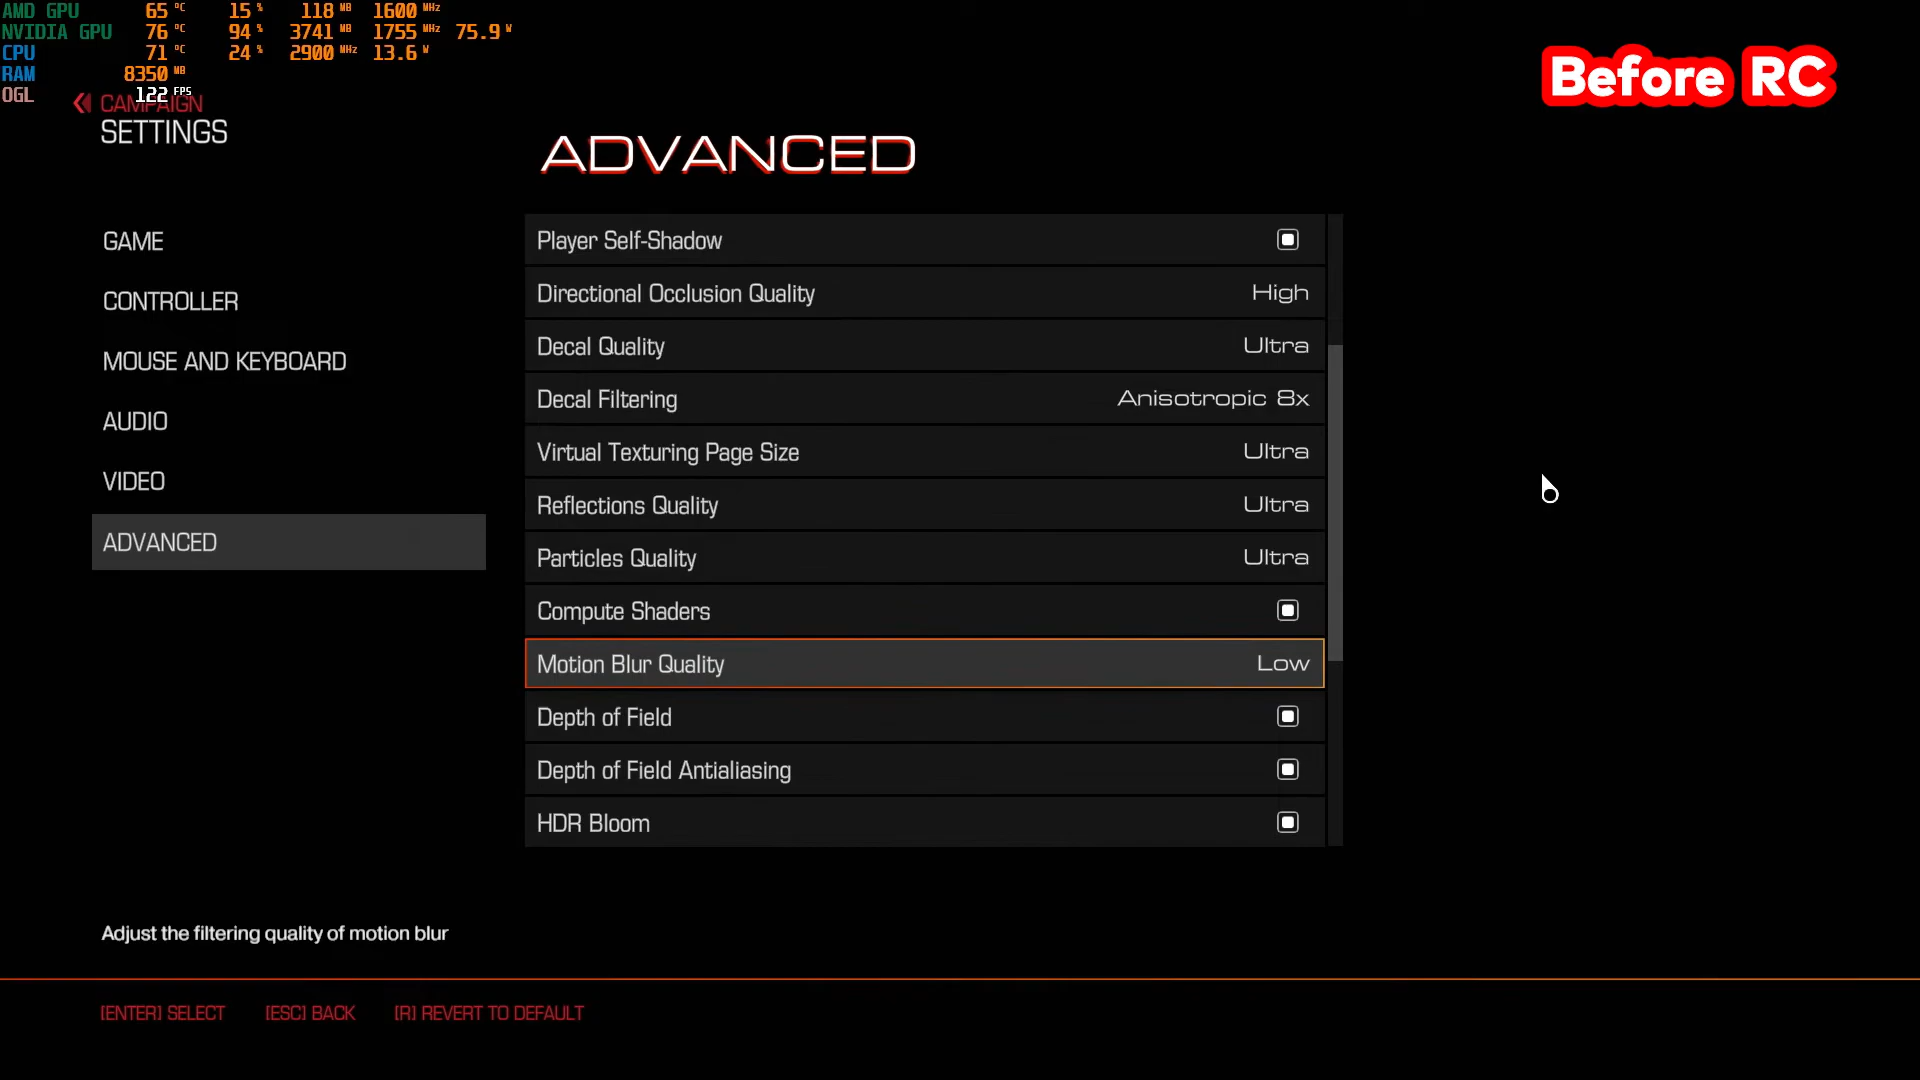 AMD GPU 65 °C 15 % 118 MB 1600 MHz
NVIDIA GPU 76 °C 94 % 3741 MB 1755 MHz 75.9 W
CPU 71 °C 24 % 2900 MHz 13.6 W
RAM 8350 MB
OGL 122 FPS
Before RC
CAMPAIGN
SETTINGS
ADVANCED
GAME
CONTROLLER
MOUSE AND KEYBOARD
AUDIO
VIDEO
ADVANCED
Player Self-Shadow
Directional Occlusion Quality High
Decal Quality Ultra
Decal Filtering Anisotropic 8x
Virtual Texturing Page Size Ultra
Reflections Quality Ultra
Particles Quality Ultra
Compute Shaders
Motion Blur Quality Low
Depth of Field
Depth of Field Antialiasing
HDR Bloom
Adjust the filtering quality of motion blur
[ENTER] SELECT [ESC] BACK [R] REVERT TO DEFAULT